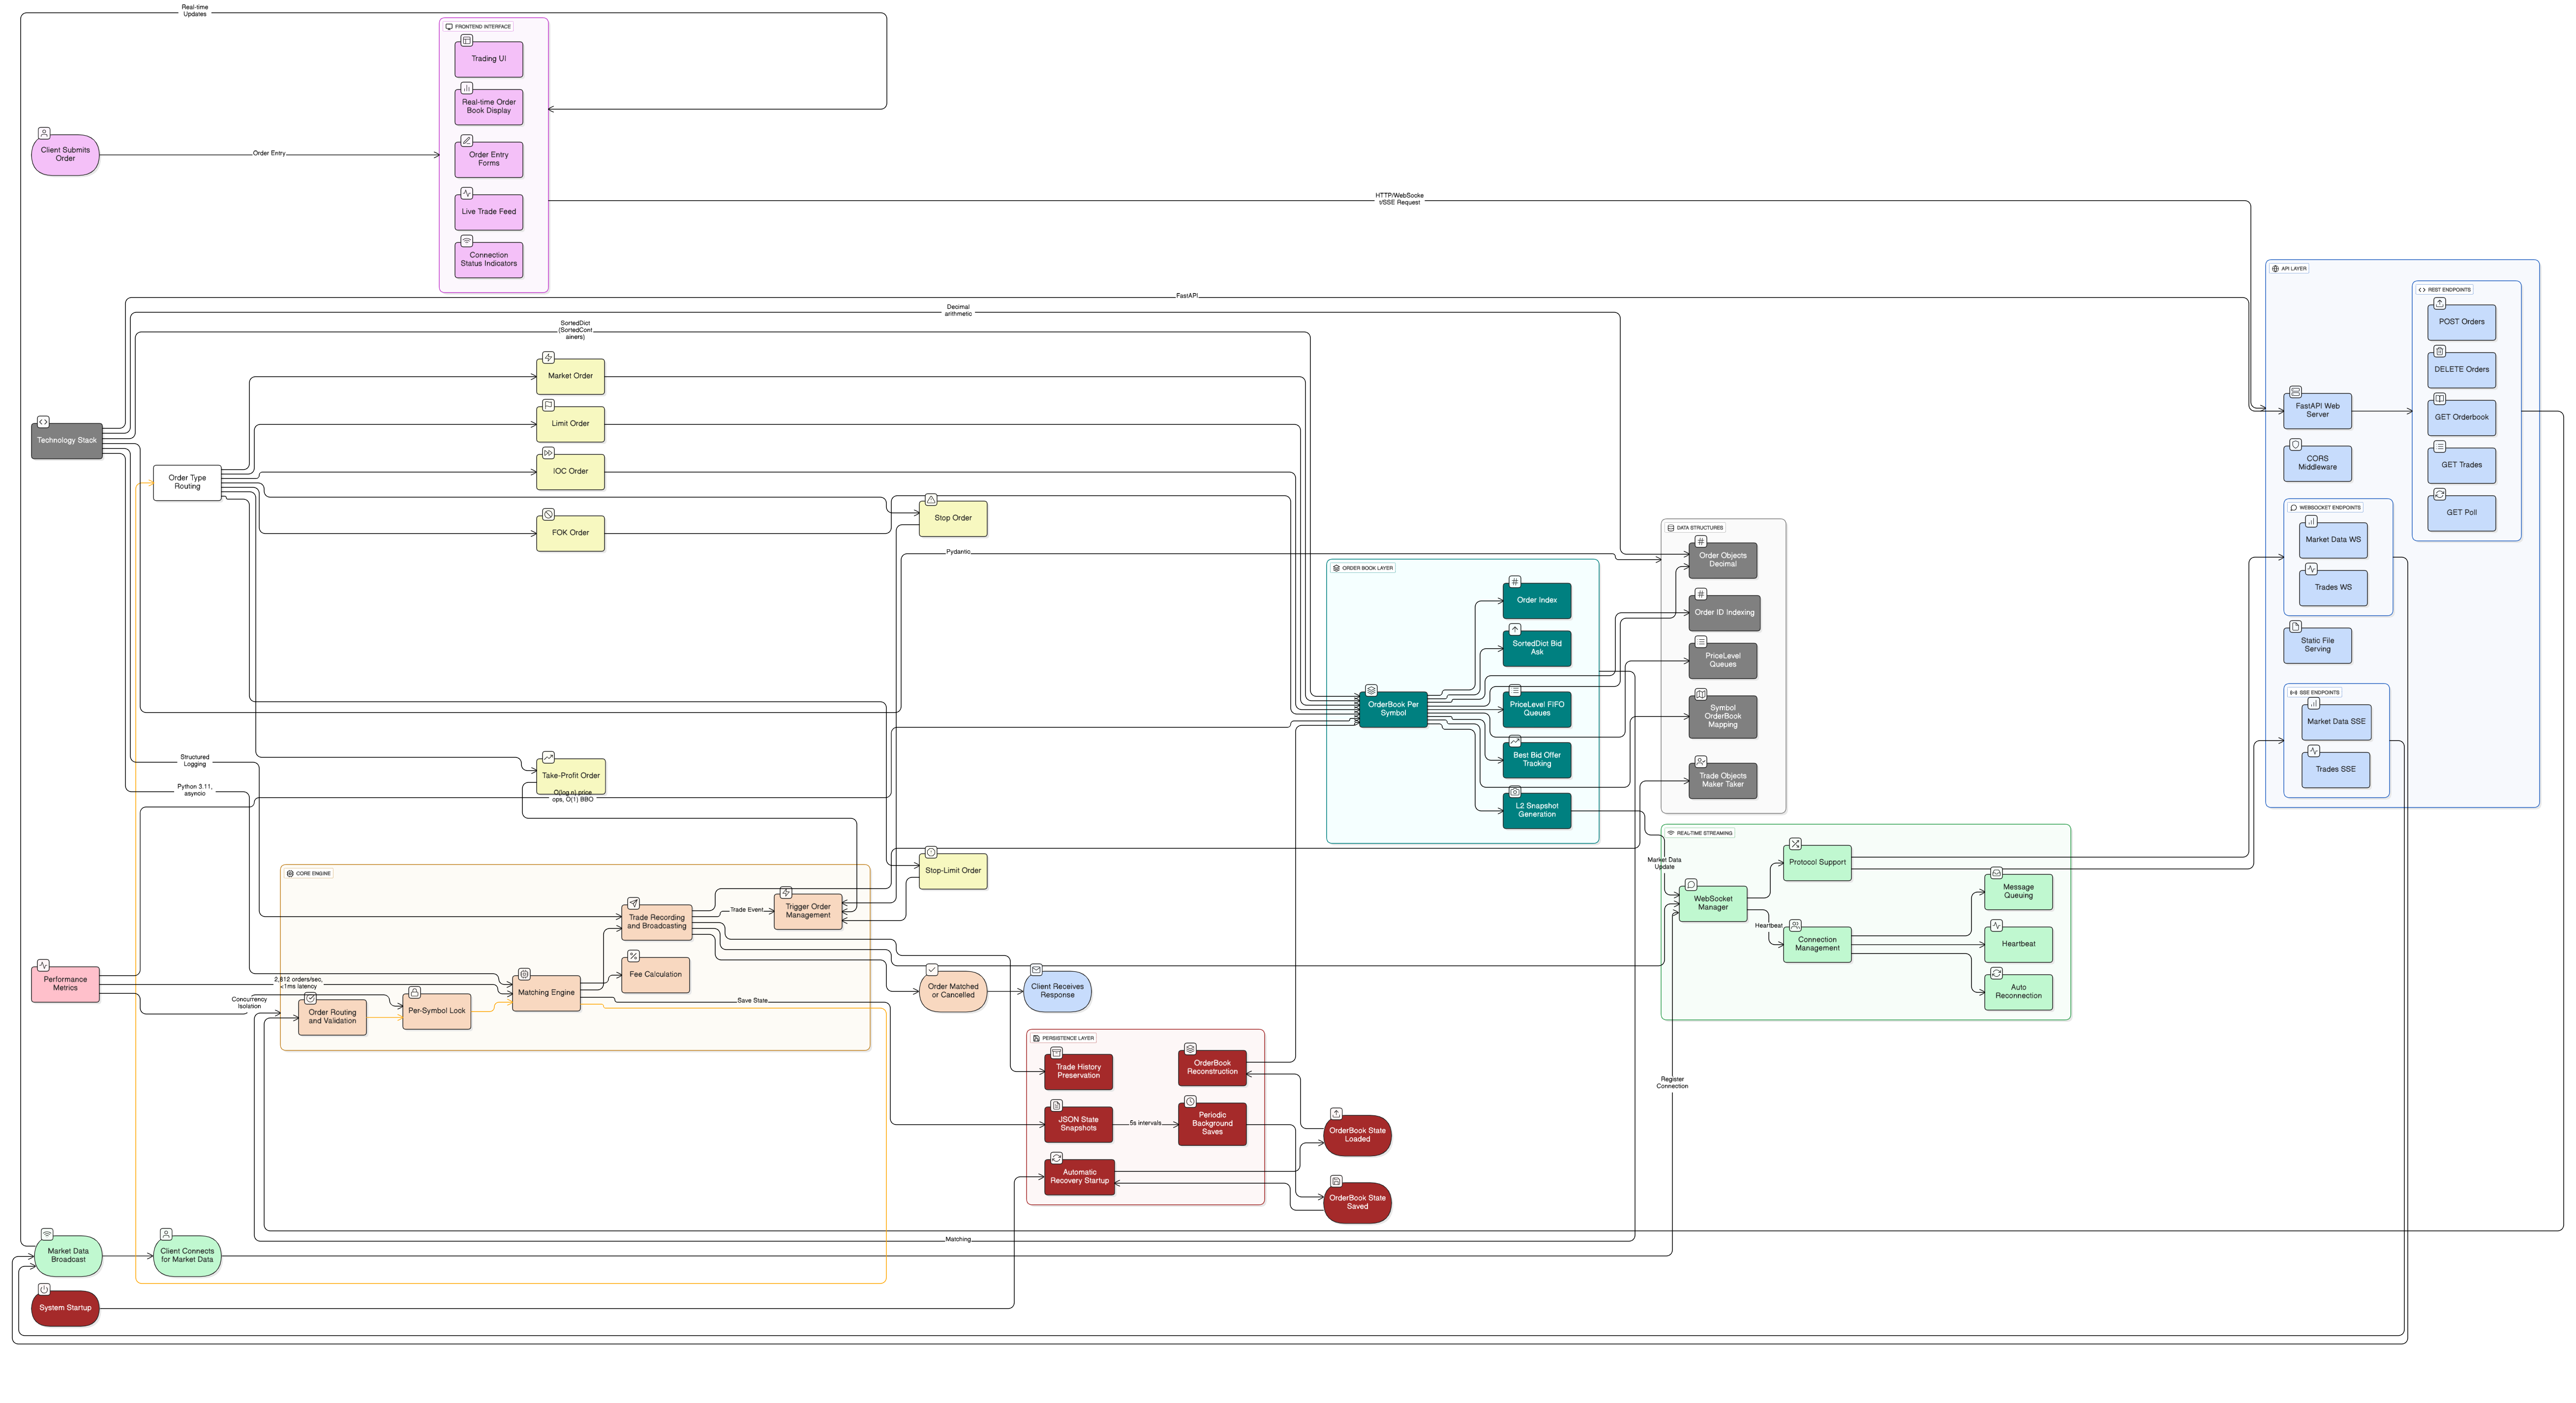 Real-time
Updates
FRONTEND INTERFACE
Trading UI
Real-time Order
Book Display
Order Entry
Forms
Live Trade Feed
Connection
Status Indicators
Client Submits
Order
Order Entry
HTTP/WebSocke
t/SSE Request
FastAPI
Decimal
arithmetic
SortedDict
(SortedCont
ainers)
Technology Stack
Order Type
Routing
Market Order
Limit Order
IOC Order
FOK Order
Stop Order
Pydantic
Structured
Logging
Python 3.11,
asyncio
Take-Profit Order
O(log n) price
ops, O(1) BBO
Stop-Limit Order
API LAYER
REST ENDPOINTS
POST Orders
DELETE Orders
GET Orderbook
GET Trades
GET Poll
FastAPI Web
Server
CORS
Middleware
WEBSOCKET ENDPOINTS
Market Data WS
Trades WS
Static File
Serving
SSE ENDPOINTS
Market Data SSE
Trades SSE
DATA STRUCTURES
Order Objects
Decimal
Order ID Indexing
PriceLevel
Queues
Symbol
OrderBook
Mapping
Trade Objects
Maker Taker
ORDER BOOK LAYER
OrderBook Per
Symbol
Order Index
SortedDict Bid
Ask
PriceLevel FIFO
Queues
Best Bid Offer
Tracking
L2 Snapshot
Generation
REAL-TIME STREAMING
Market Data
Update
WebSocket
Manager
Protocol Support
Heartbeat
Connection
Management
Message
Queuing
Heartbeat
Auto
Reconnection
Register
Connection
CORE ENGINE
Trade Recording
and Broadcasting
Trade Event
Trigger Order
Management
Fee Calculation
Matching Engine
Per-Symbol Lock
Order Routing
and Validation
Save State
Performance
Metrics
2,812 orders/sec,
<1ms latency
Concurrency
Isolation
Order Matched
or Cancelled
Client Receives
Response
PERSISTENCE LAYER
Trade History
Preservation
OrderBook
Reconstruction
JSON State
Snapshots
5s intervals
Periodic
Background
Saves
Automatic
Recovery Startup
OrderBook State
Loaded
OrderBook State
Saved
Matching
Market Data
Broadcast
Client Connects
for Market Data
System Startup